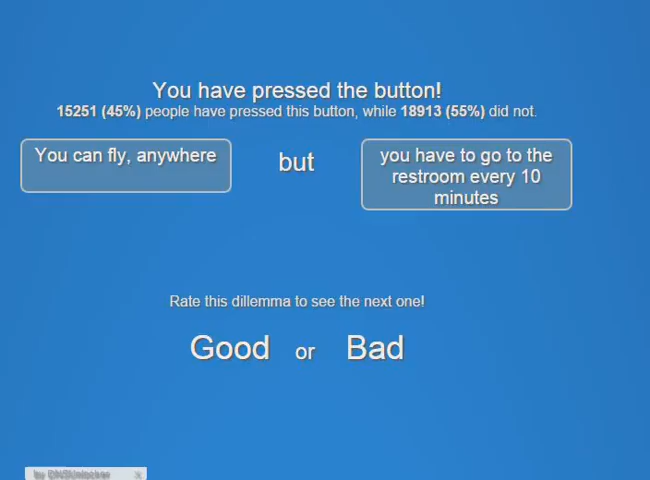 You have pressed the button!
15251 (45%) people have pressed this button, while 18913 (55%) did not.
You can fly, anywhere
but
you have to go to the
restroom every 10
minutes
Rate this dillemma to see the next one!
Good or Bad
by DNSUnlocker x